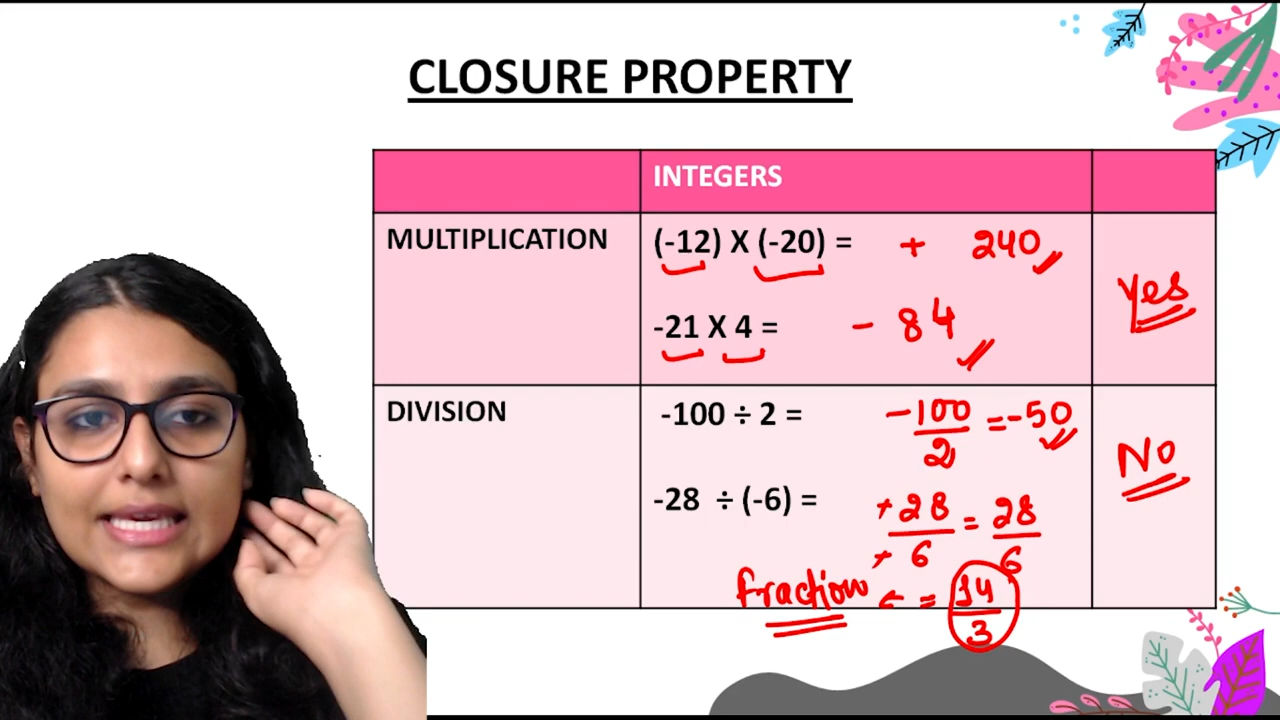 CLOSURE PROPERTY
INTEGERS
MULTIPLICATION
(-12) X (-20) = + 240
-21 X 4 = - 84
Yes
DIVISION
-100 ÷ 2 = -100/2 = -50
-28 ÷ (-6) = +28/+6 = 28/6
fraction ← = 14/3
No